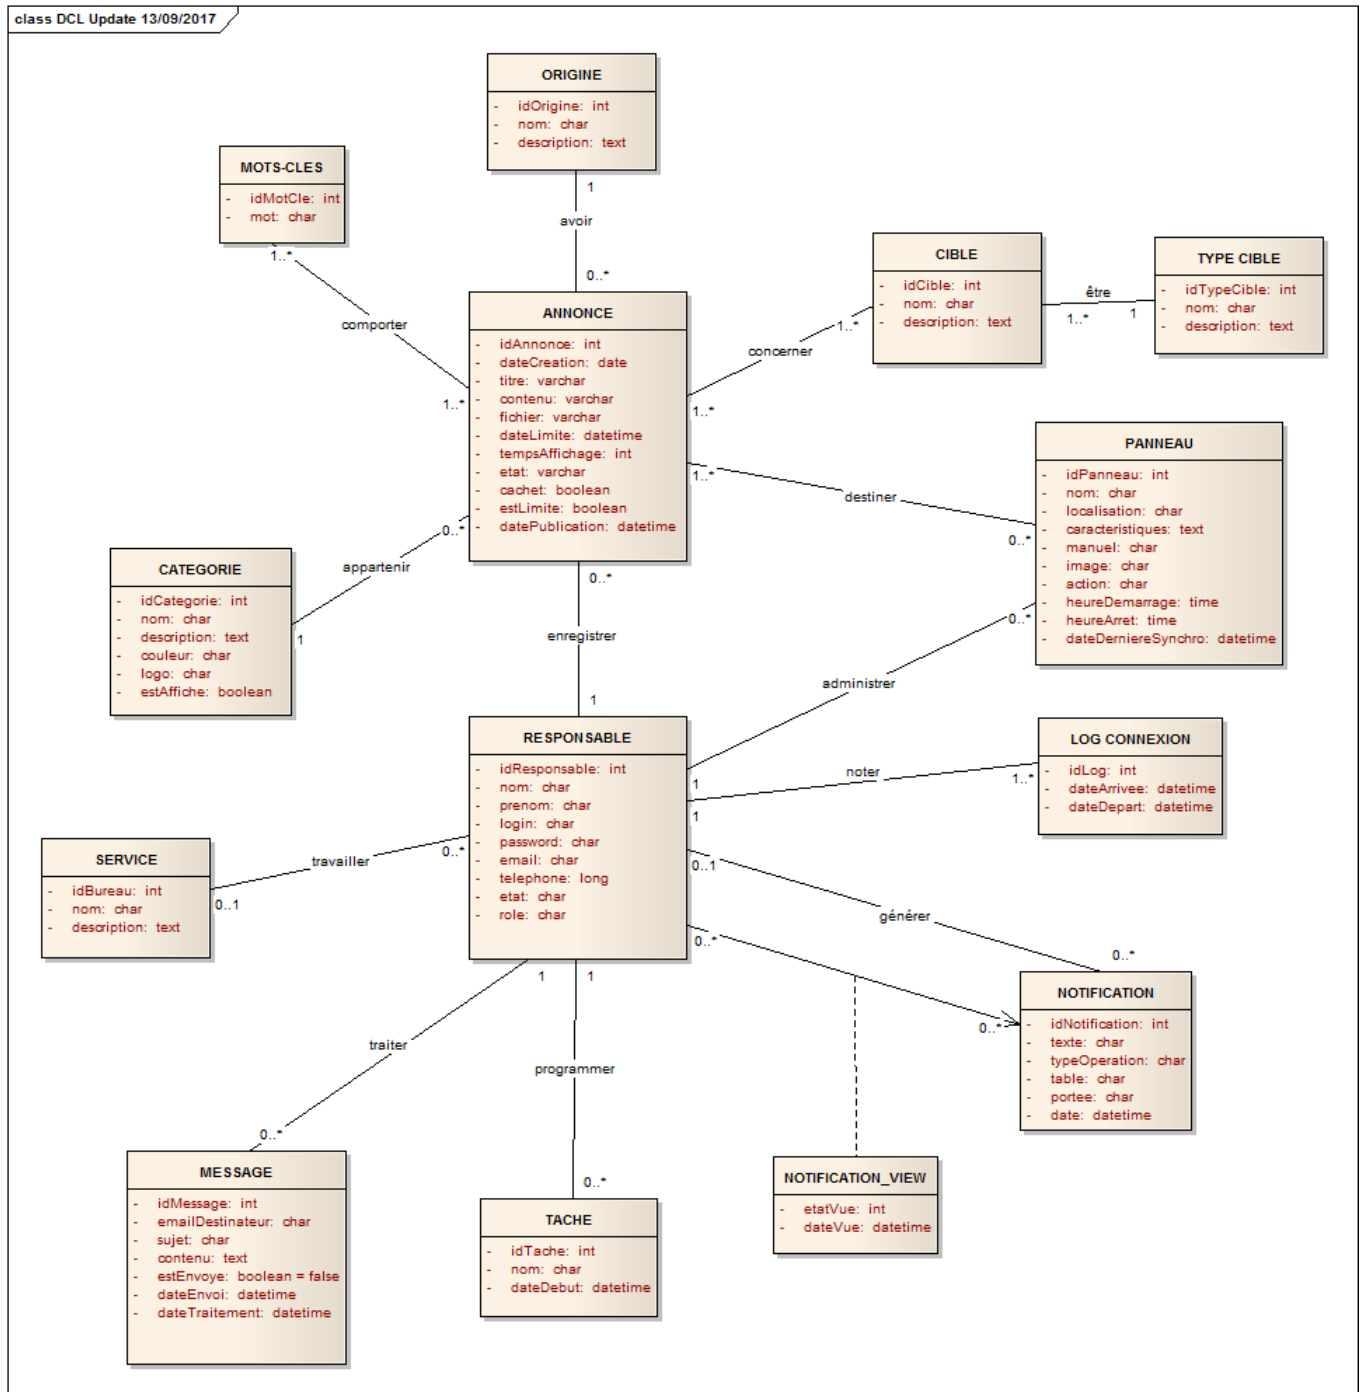 class DCL Update 13/09/2017
ORIGINE
- idOrigine: int
- nom: char
- description: text
1
avoir
0..*
MOTS-CLES
- idMotCle: int
- mot: char
1..*
comporter
1..*
CIBLE
- idCible: int
- nom: char
- description: text
1..*
concerner
1..*
être
1..*
1
TYPE CIBLE
- idTypeCible: int
- nom: char
- description: text
ANNONCE
- idAnnonce: int
- dateCreation: date
- titre: varchar
- contenu: varchar
- fichier: varchar
- dateLimite: datetime
- tempsAffichage: int
- etat: varchar
- cachet: boolean
- estLimite: boolean
- datePublication: datetime
1..*
destiner
0..*
PANNEAU
- idPanneau: int
- nom: char
- localisation: char
- caracteristiques: text
- manuel: char
- image: char
- action: char
- heureDemarrage: time
- heureArret: time
- dateDerniereSynchro: datetime
0..*
administrer
1
CATEGORIE
- idCategorie: int
- nom: char
- description: text
- couleur: char
- logo: char
- estAffiche: boolean
0..*
appartenir
1
0..*
enregistrer
1
RESPONSABLE
- idResponsable: int
- nom: char
- prenom: char
- login: char
- password: char
- email: char
- telephone: long
- etat: char
- role: char
LOG CONNEXION
- idLog: int
- dateArrivee: datetime
- dateDepart: datetime
noter
1..*
1
SERVICE
- idBureau: int
- nom: char
- description: text
travailler
0..*
0..1
0..1
générer
0..*
0..*
0..*
NOTIFICATION
- idNotification: int
- texte: char
- typeOperation: char
- table: char
- portee: char
- date: datetime
1
traiter
0..*
1
programmer
0..*
MESSAGE
- idMessage: int
- emailDestinateur: char
- sujet: char
- contenu: text
- estEnvoye: boolean = false
- dateEnvoi: datetime
- dateTraitement: datetime
TACHE
- idTache: int
- nom: char
- dateDebut: datetime
NOTIFICATION_VIEW
- etatVue: int
- dateVue: datetime